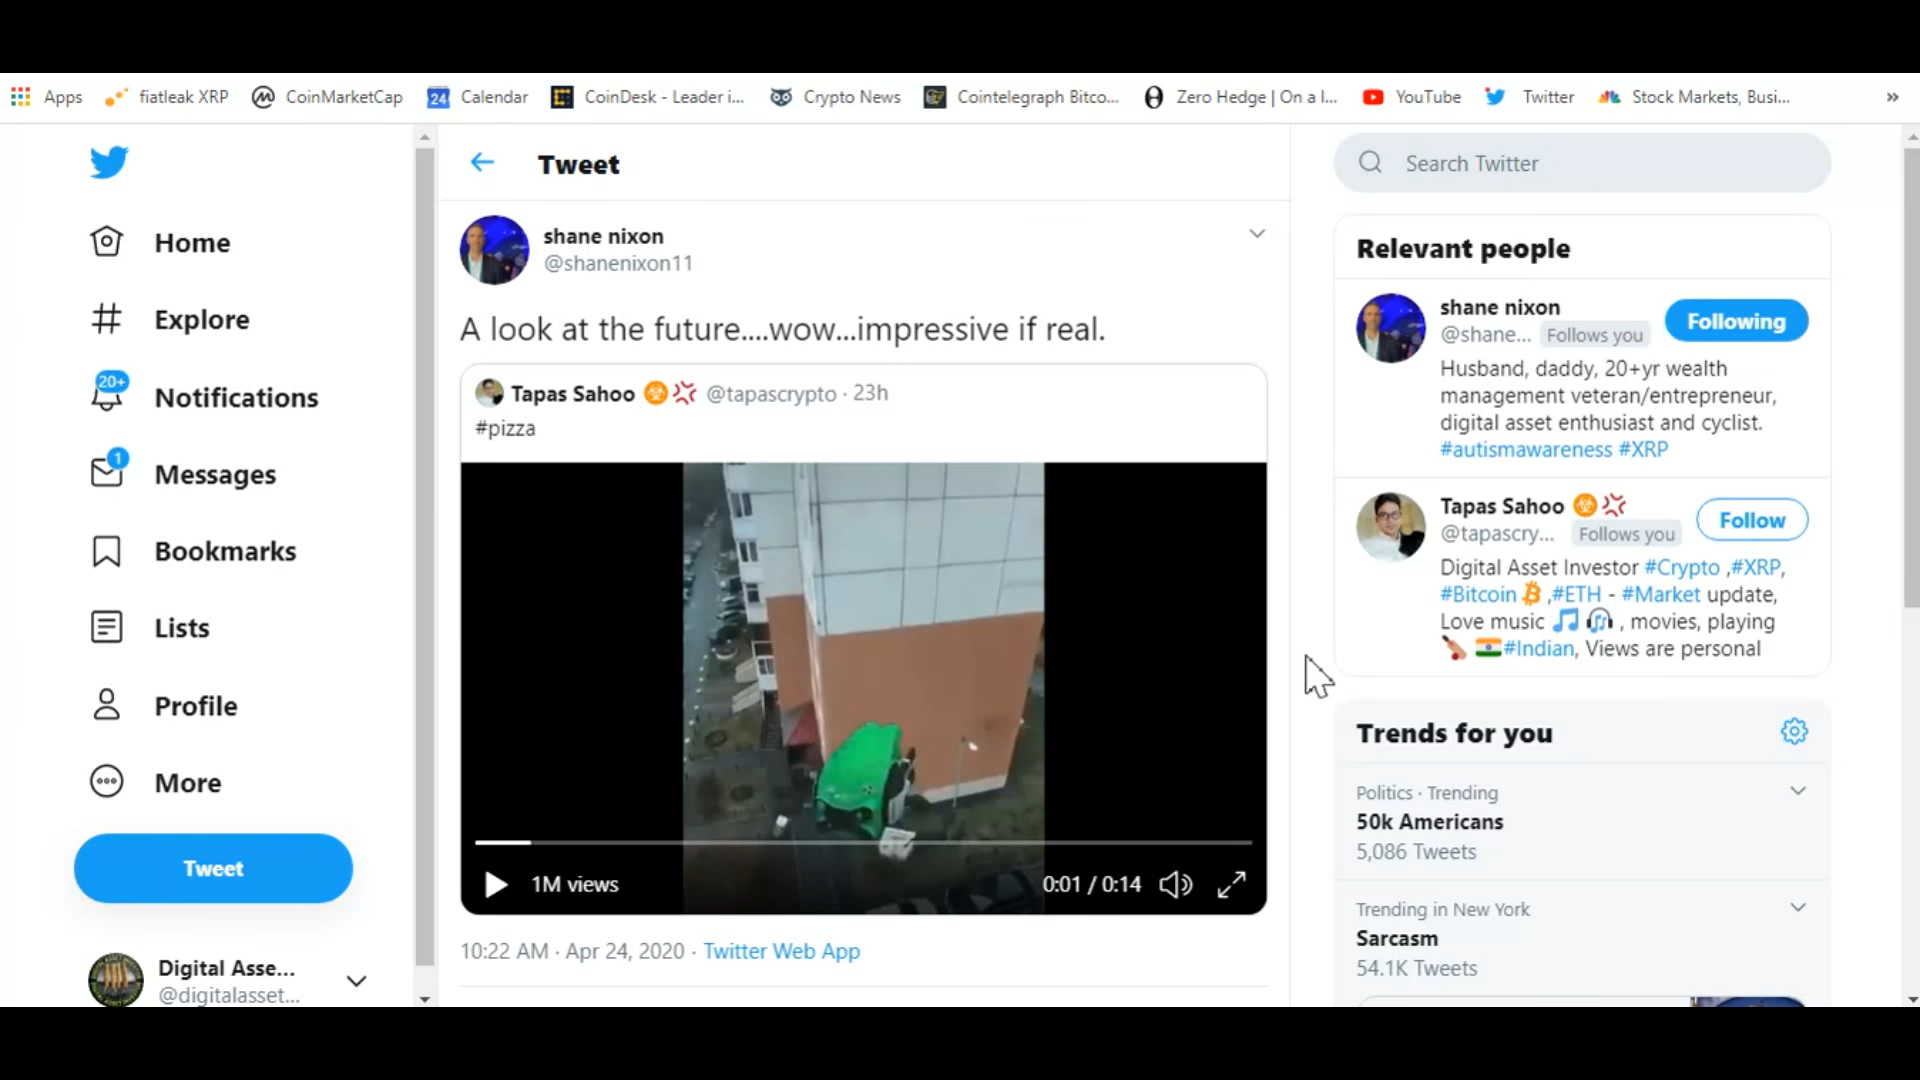 Apps fiatleak XRP CoinMarketCap 24 Calendar CoinDesk - Leader i... Crypto News Cointelegraph Bitco... Zero Hedge | On a l... YouTube Twitter Stock Markets, Busi... »
Home
Explore
20+
Notifications
1
Messages
Bookmarks
Lists
Profile
More
Tweet
Digital Asse...
@digitalasset...
Tweet
shane nixon
@shanenixon11
A look at the future....wow...impressive if real.
Tapas Sahoo @tapascrypto · 23h
#pizza
1M views 0:01 / 0:14
10:22 AM · Apr 24, 2020 · Twitter Web App
Search Twitter
Relevant people
shane nixon
@shane... Follows you
Following
Husband, daddy, 20+yr wealth
management veteran/entrepreneur,
digital asset enthusiast and cyclist.
#autismawareness #XRP
Tapas Sahoo
@tapascry... Follows you
Follow
Digital Asset Investor #Crypto ,#XRP,
#Bitcoin ,#ETH - #Market update,
Love music , movies, playing
#Indian, Views are personal
Trends for you
Politics · Trending
50k Americans
5,086 Tweets
Trending in New York
Sarcasm
54.1K Tweets